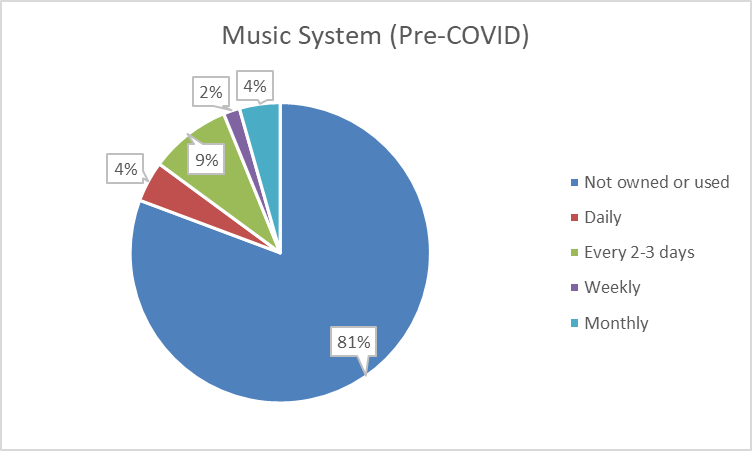 Music System (Pre-COVID)
2%
4%
4%
9%
81%
Not owned or used
Daily
Every 2-3 days
Weekly
Monthly